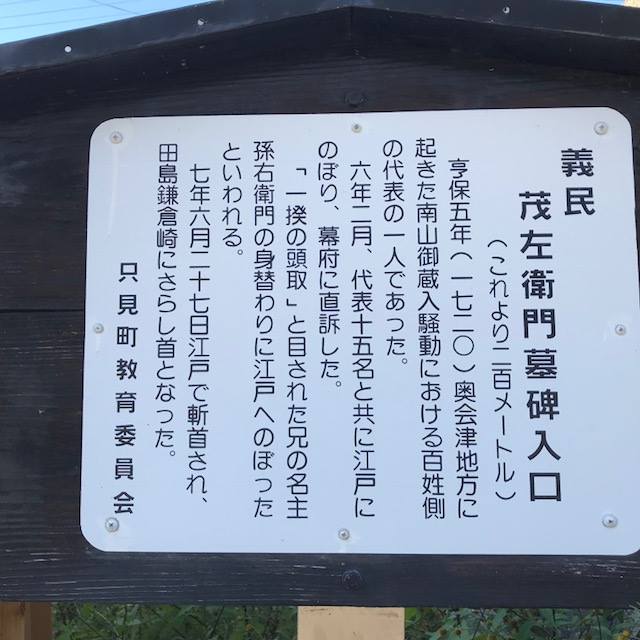 義民
茂左衛門墓碑入口
（これより二百メートル）
亨保五年（一七二〇）奥会津地方に
起きた南山御蔵入騒動における百姓側
の代表の一人であった。
六年二月、代表十五名と共に江戸に
のぼり、幕府に直訴した。
「一揆の頭取」と目された兄の名主
孫右衛門の身替わりに江戸へのぼった
といわれる。
七年六月二十七日江戸で斬首され、
田島鎌倉崎にさらし首となった。
只見町教育委員会